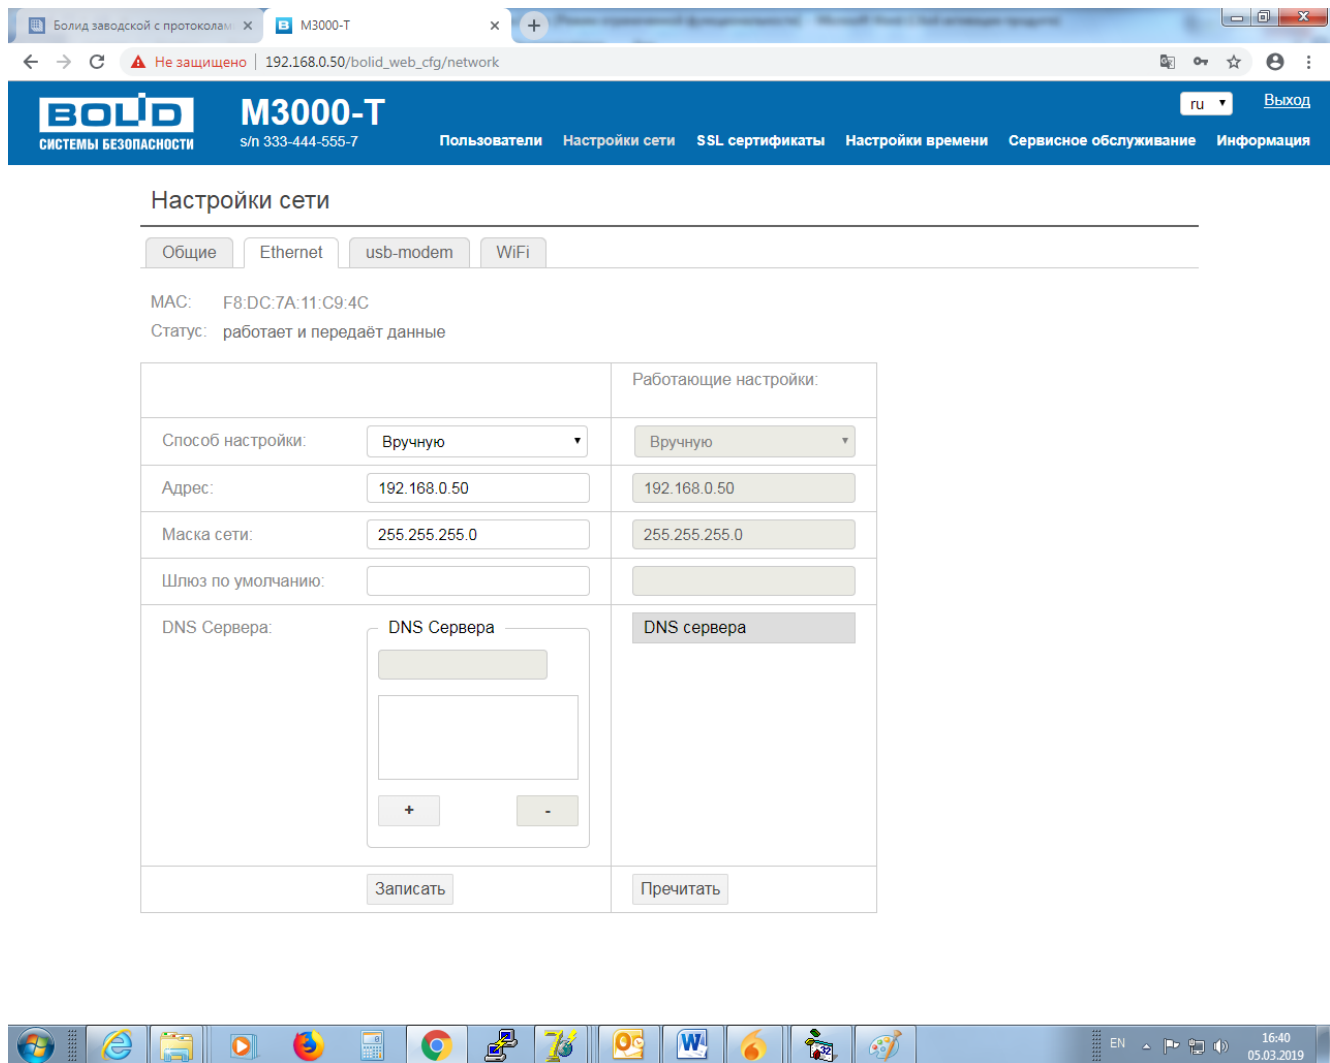 Болид заводской с протоколам
M3000-T
Не защищено 192.168.0.50/bolid_web_cfg/network
BOLID
СИСТЕМЫ БЕЗОПАСНОСТИ
M3000-T
s/n 333-444-555-7
ru
Выход
Пользователи Настройки сети SSL сертификаты Настройки времени Сервисное обслуживание Информация
Настройки сети
Общие Ethernet usb-modem WiFi
MAC: F8:DC:7A:11:C9:4C
Статус: работает и передаёт данные
Работающие настройки:
Способ настройки: Вручную Вручную
Адрес: 192.168.0.50 192.168.0.50
Маска сети: 255.255.255.0 255.255.255.0
Шлюз по умолчанию:
DNS Сервера: DNS Сервера DNS сервера
+ -
Записать Пречитать
EN 16:40
05.03.2019